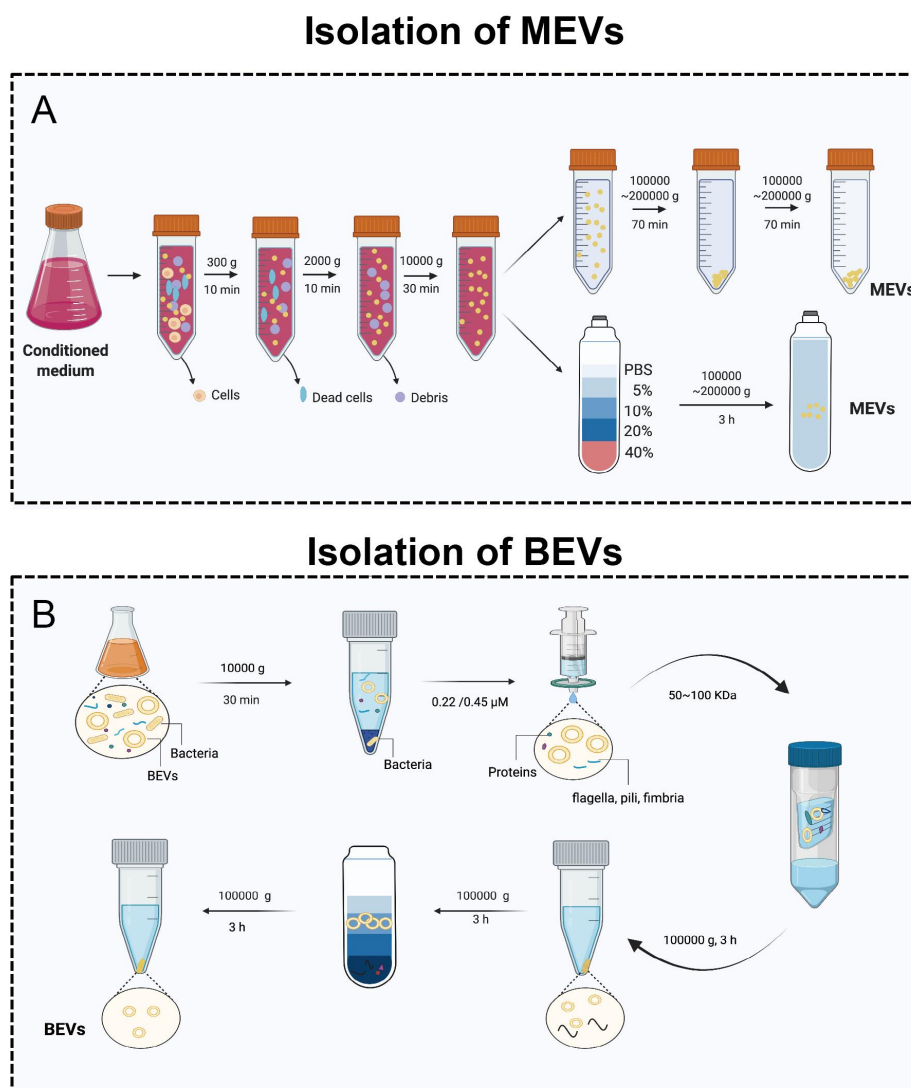 Isolation of MEVs
A
Conditioned
medium
300 g
10 min
2000 g
10 min
10000 g
30 min
Cells
Dead cells
Debris
100000
~200000 g
70 min
100000
~200000 g
70 min
MEVs
PBS
5%
10%
20%
40%
100000
~200000 g
3 h
MEVs
Isolation of BEVs
B
10000 g
30 min
Bacteria
BEVs
Bacteria
0.22 /0.45 µM
Proteins
flagella, pili, fimbria
50~100 KDa
100000 g, 3 h
100000 g
3 h
100000 g
3 h
BEVs